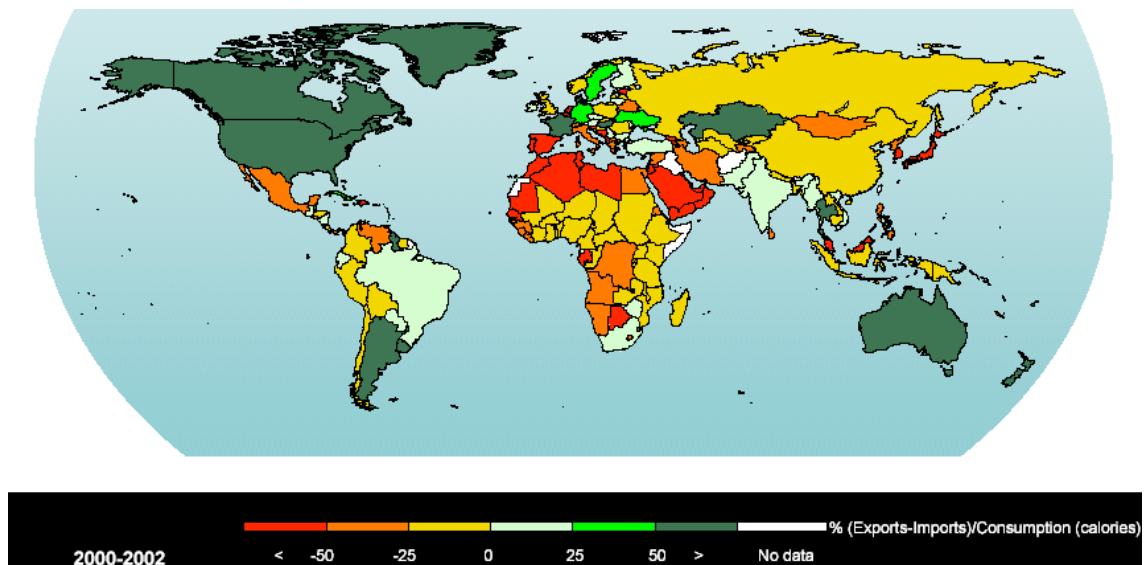 % (Exports-Imports)/Consumption (calories)
2000-2002 < -50 -25 0 25 50 > No data